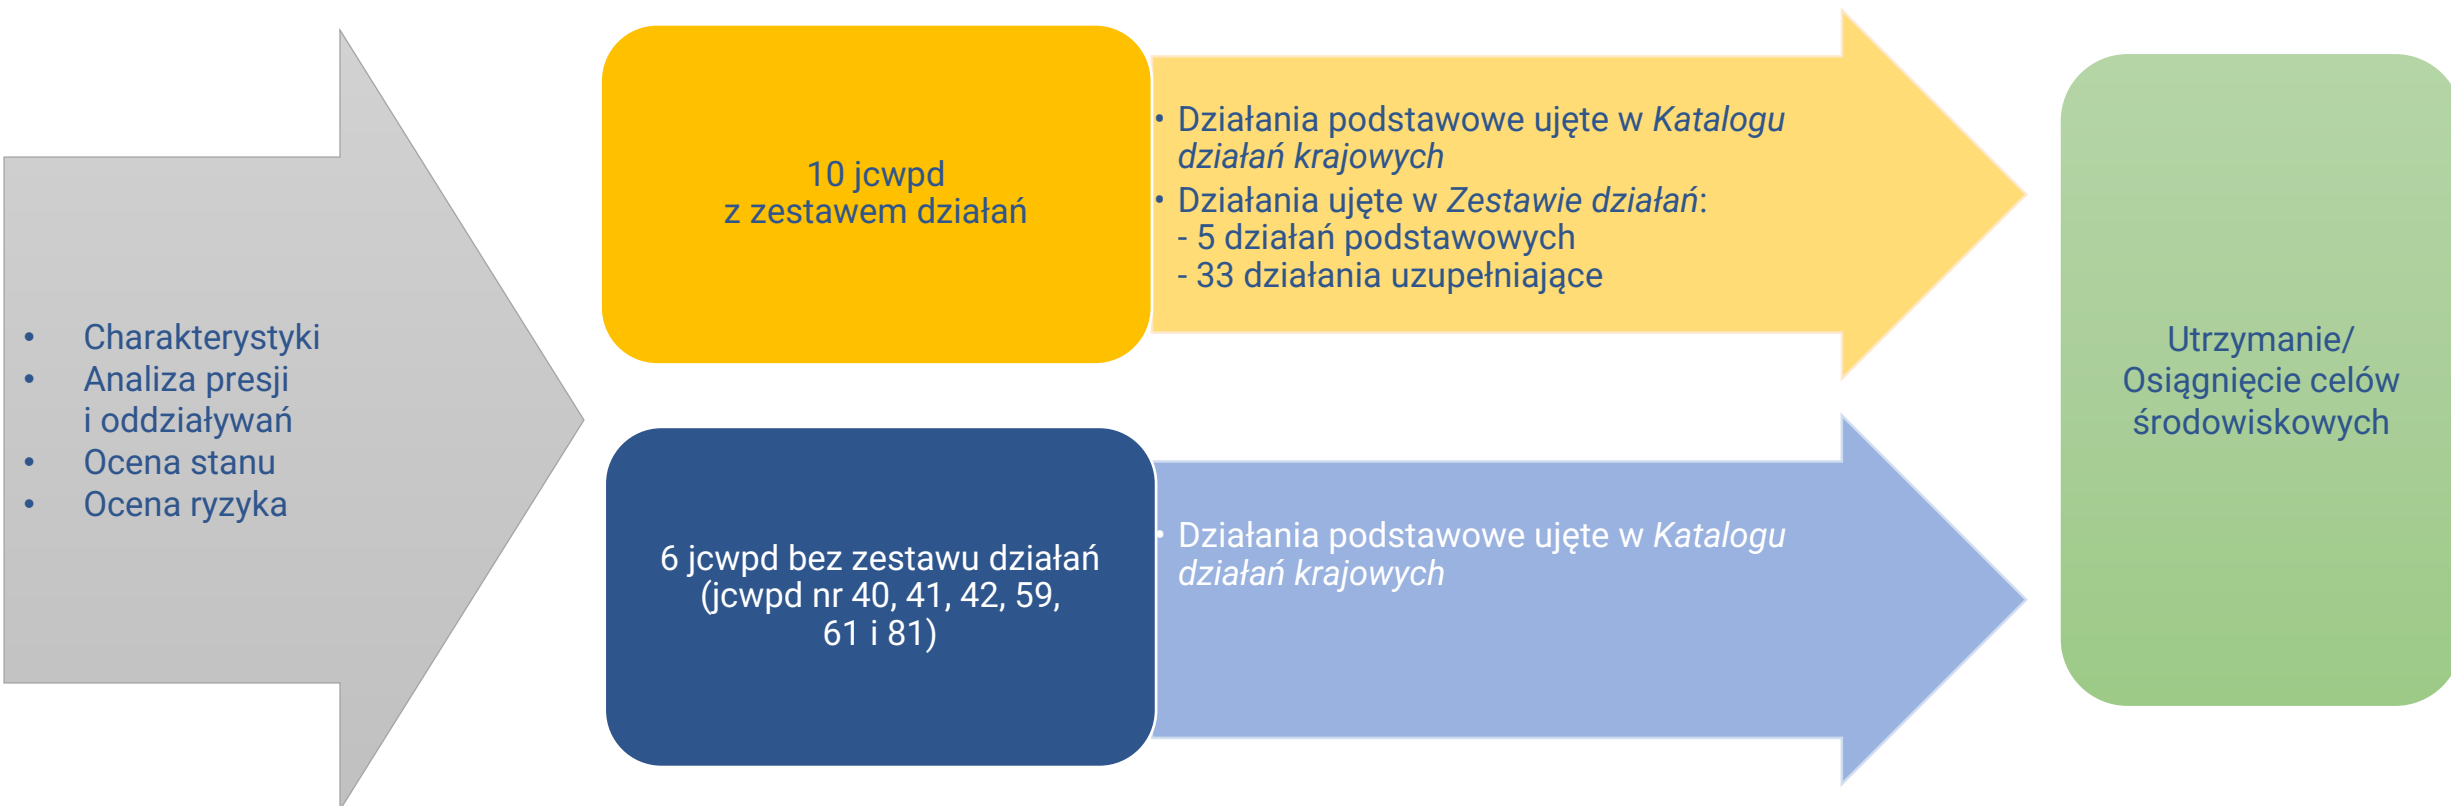 • Charakterystyki
• Analiza presji
i oddziaływań
• Ocena stanu
• Ocena ryzyka
10 jcwpd
z zestawem działań
• Działania podstawowe ujęte w Katalogu
działań krajowych
• Działania ujęte w Zestawie działań:
- 5 działań podstawowych
- 33 działania uzupełniające
6 jcwpd bez zestawu działań
(jcwpd nr 40, 41, 42, 59,
61 i 81)
• Działania podstawowe ujęte w Katalogu
działań krajowych
Utrzymanie/
Osiągnięcie celów
środowiskowych